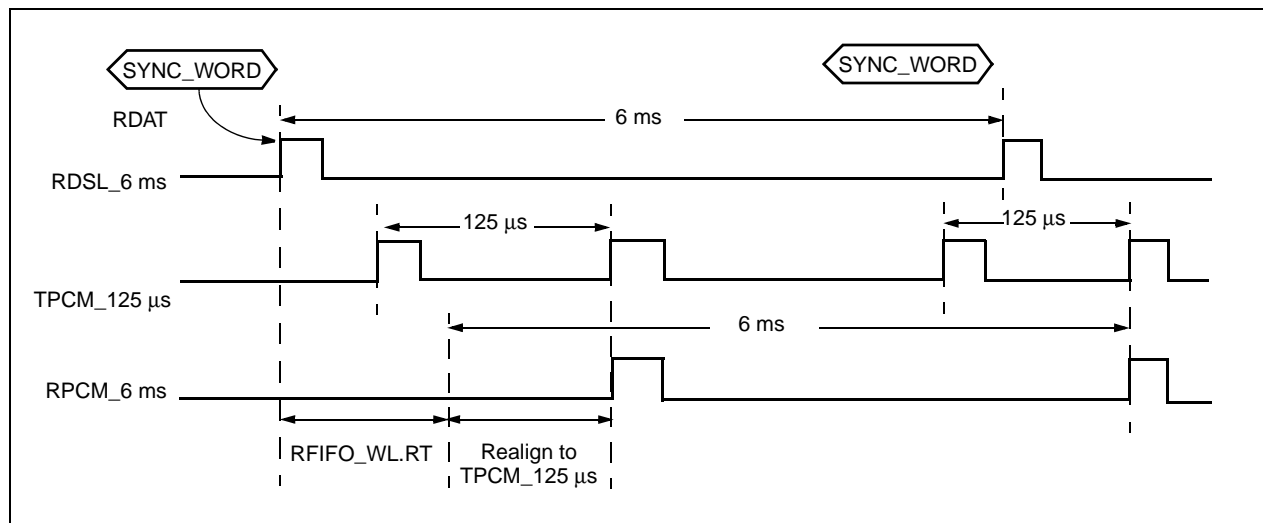 SYNC_WORD
SYNC_WORD
RDAT
6 ms
RDSL_6 ms
125 μs
125 μs
TPCM_125 μs
6 ms
RPCM_6 ms
RFIFO_WL.RT
Realign to
TPCM_125 μs